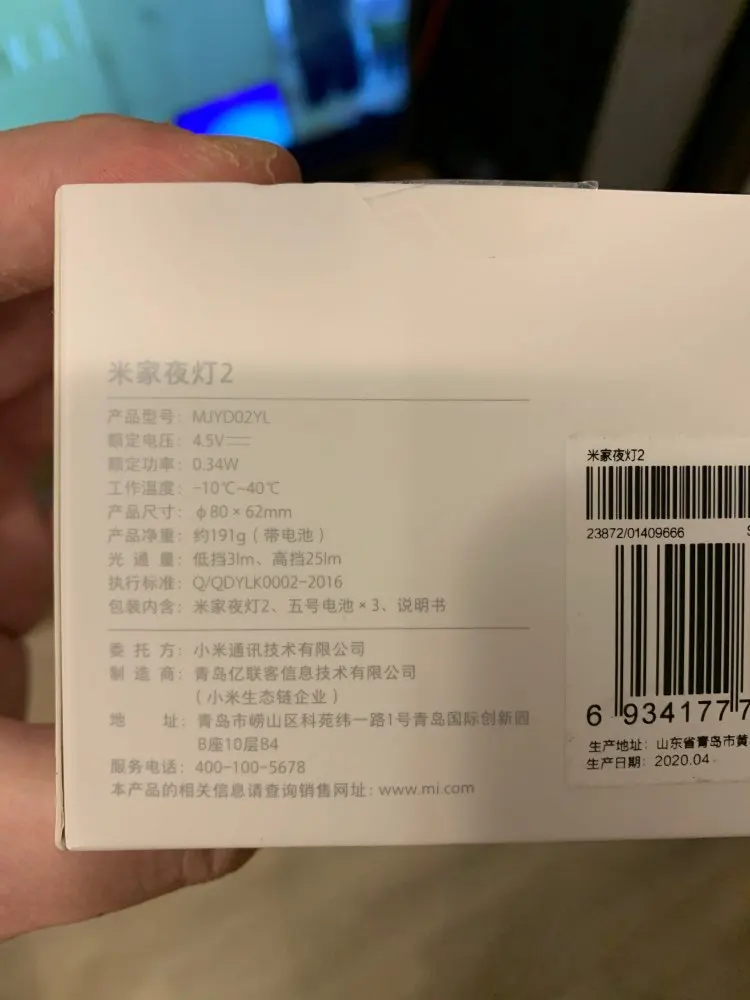 米家夜灯2
产品型号: MJYD02YL
额定电压: 4.5V⎓
额定功率: 0.34W
工作温度: -10℃~40℃
产品尺寸: φ80×62mm
产品净重: 约191g(带电池)
光 通 量: 低挡3lm、高挡25lm
执行标准: Q/QDYLK0002-2016
包装内含: 米家夜灯2、五号电池×3、说明书
委 托 方: 小米通讯技术有限公司
制 造 商: 青岛亿联客信息技术有限公司
(小米生态链企业)
地 址: 青岛市崂山区科苑纬一路1号青岛国际创新园
B座10层B4
服务电话: 400-100-5678
本产品的相关信息请查询销售网址: www.mi.com
米家夜灯2
23872/01409666 S
6 934177 7
生产地址: 山东省青岛市黄
生产日期: 2020.04